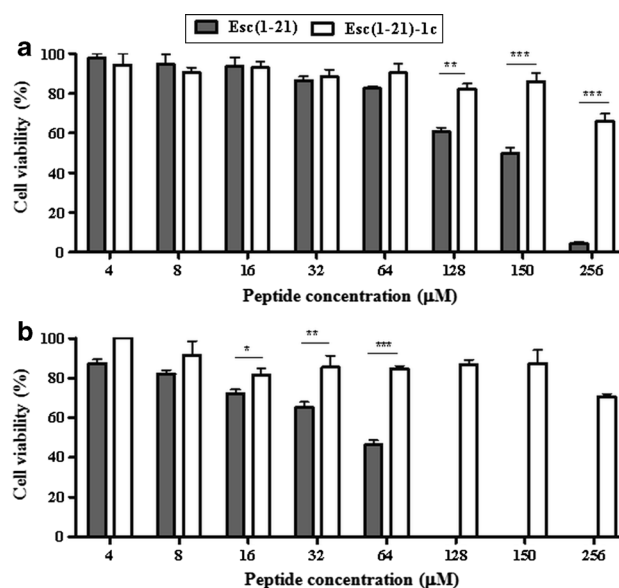 Esc(1-21) Esc(1-21)-1c
a
100
80
60
40
20
0
Cell viability (%)
** *** ***
4 8 16 32 64 128 150 256
Peptide concentration (µM)
b
100
80
60
40
20
0
Cell viability (%)
* ** ***
4 8 16 32 64 128 150 256
Peptide concentration (µM)